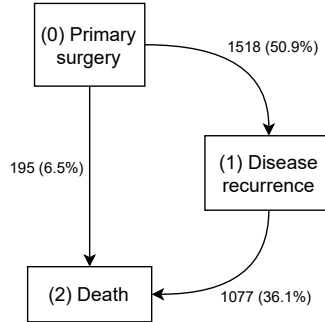 (0) Primary
surgery
1518 (50.9%)
195 (6.5%)
(1) Disease
recurrence
1077 (36.1%)
(2) Death